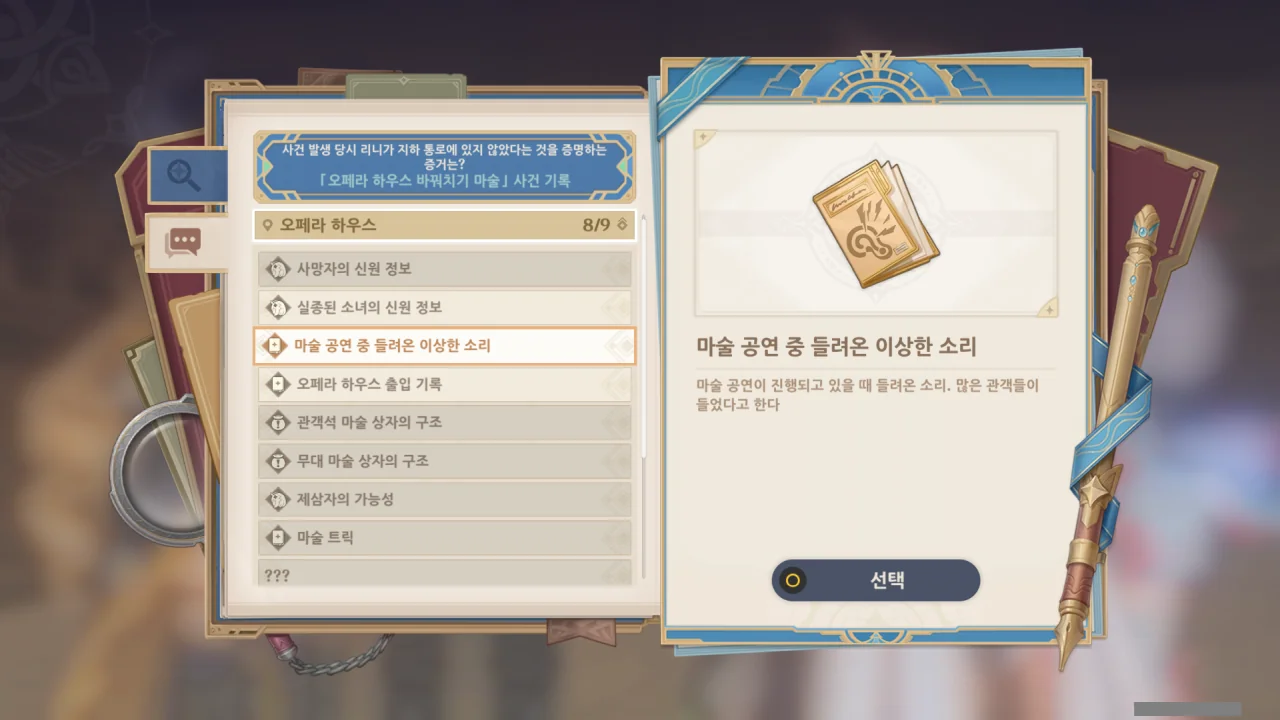 사건 발생 당시 리니가 지하 통로에 있지 않았다는 것을 증명하는
증거는?
「오페라 하우스 바꿔치기 마술」 사건 기록
오페라 하우스 8/9
사망자의 신원 정보
실종된 소녀의 신원 정보
마술 공연 중 들려온 이상한 소리
오페라 하우스 출입 기록
관객석 마술 상자의 구조
무대 마술 상자의 구조
제삼자의 가능성
마술 트릭
???
마술 공연 중 들려온 이상한 소리
마술 공연이 진행되고 있을 때 들려온 소리. 많은 관객들이
들었다고 한다
선택